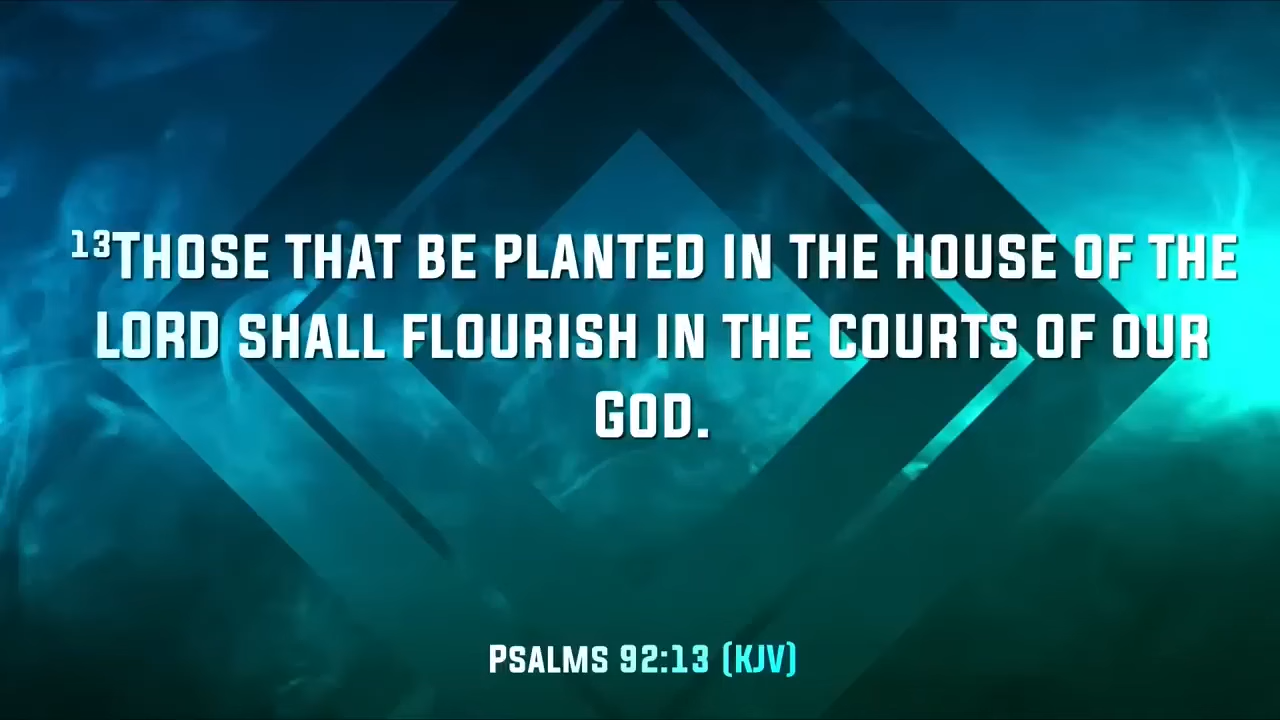 ¹³Those that be planted in the house of the
LORD shall flourish in the courts of our
God.
Psalms 92:13 (KJV)